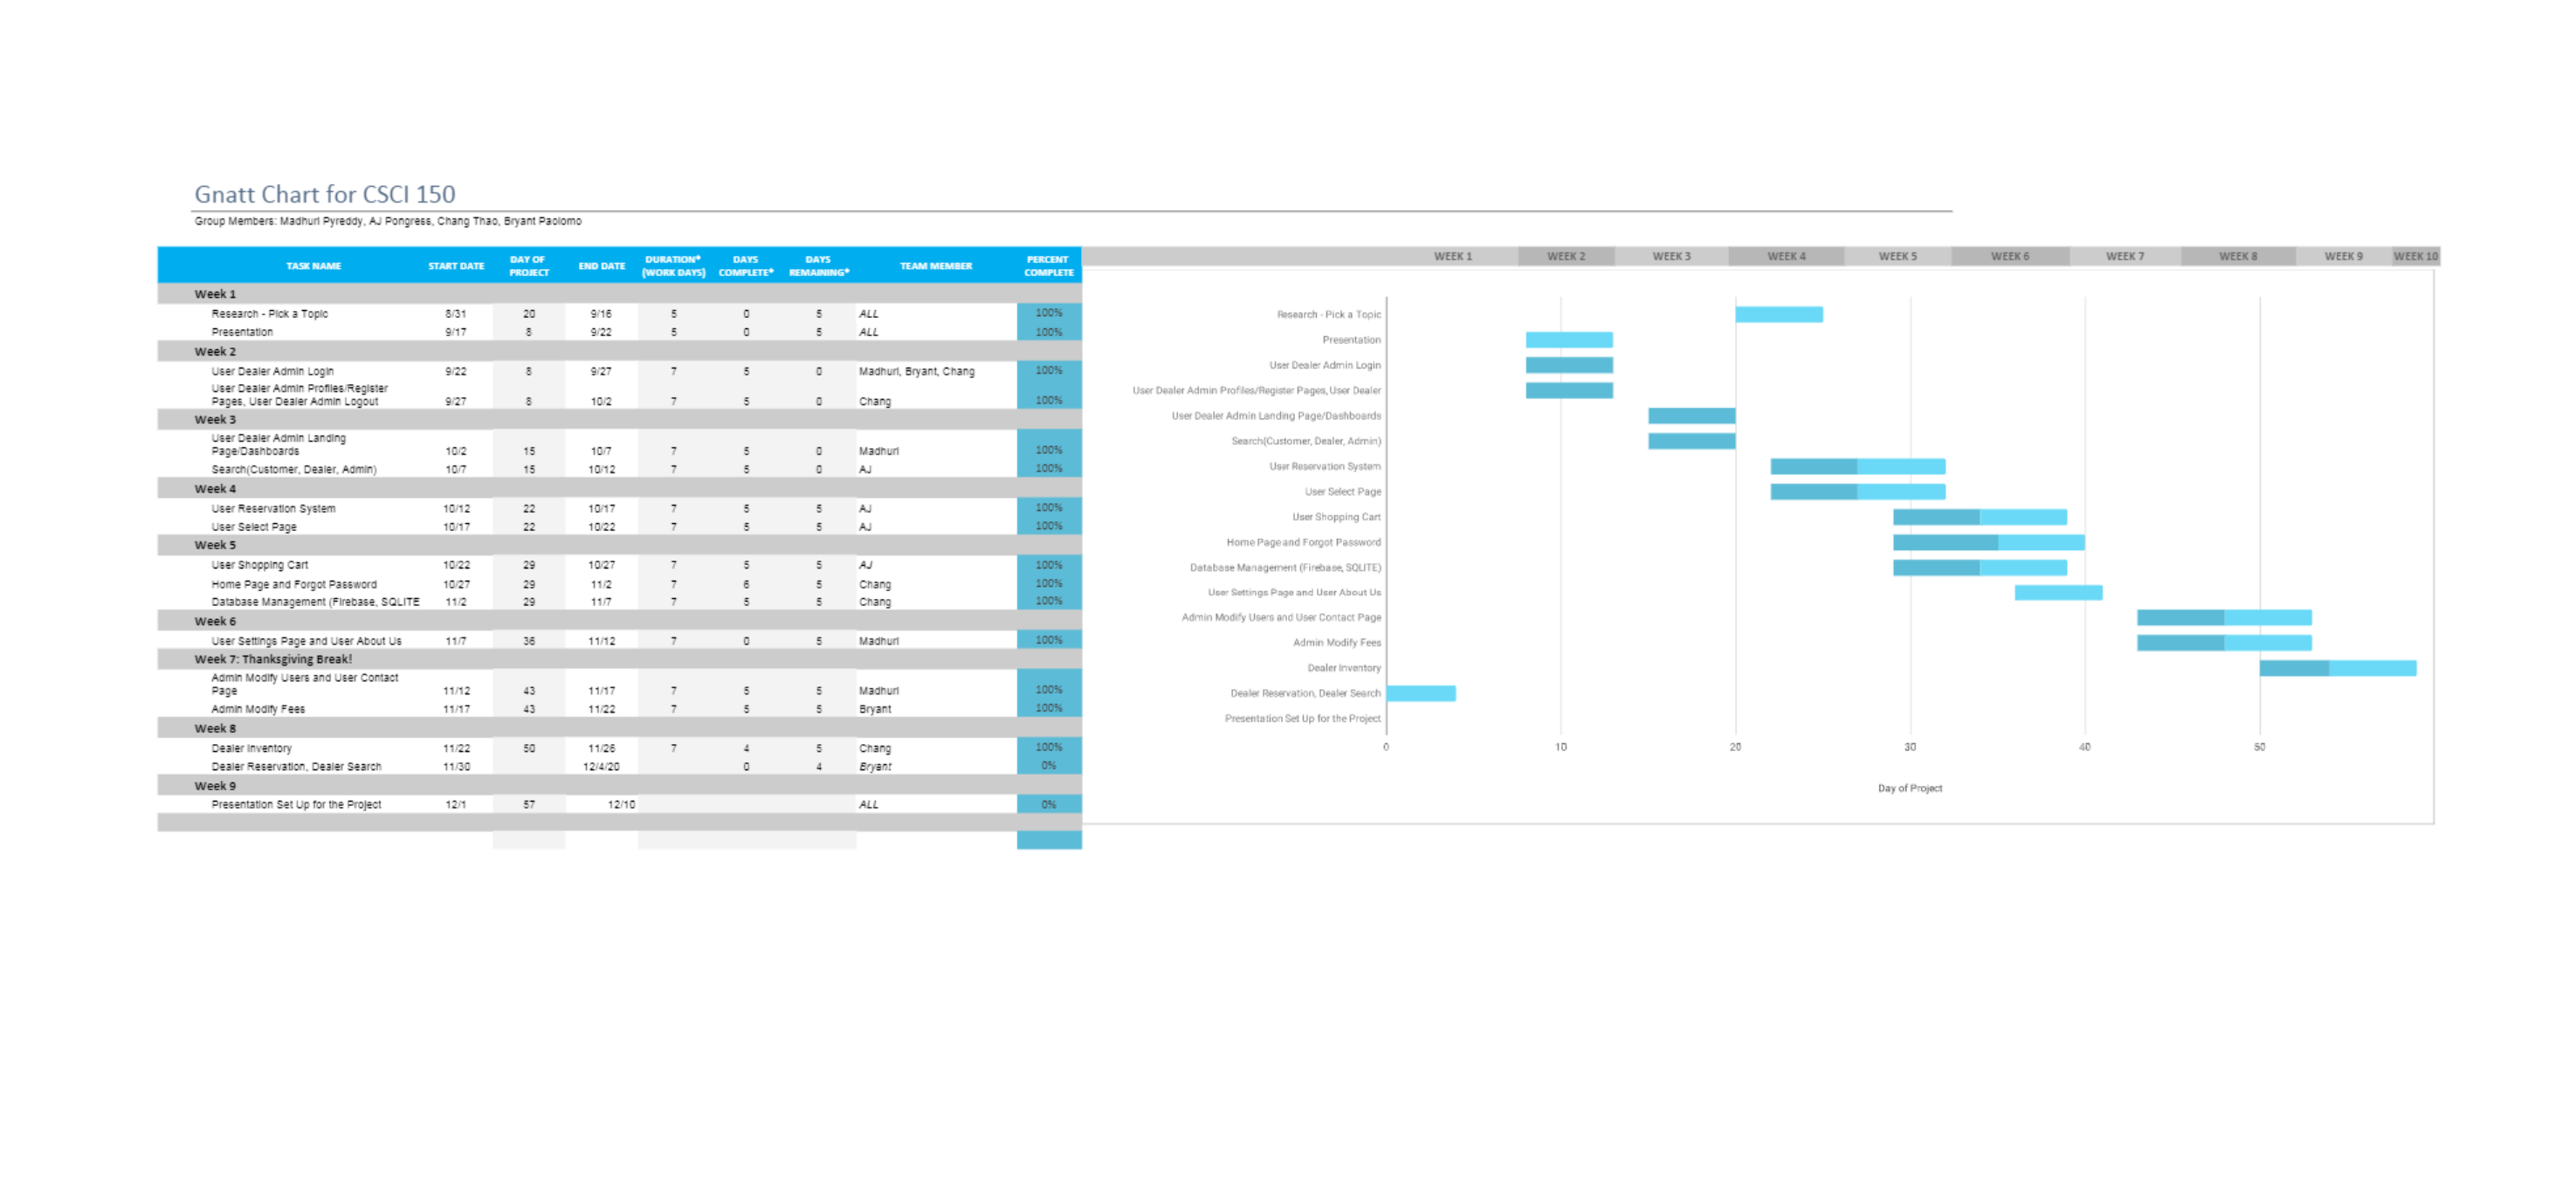 Gnatt Chart for CSCI 150
Group Members: Madhuri Pyreddy, AJ Pongress, Chang Thao, Bryant Paolomo
TASK NAME START DATE DAY OF PROJECT END DATE DURATION* (WORK DAYS) DAYS COMPLETE* DAYS REMAINING* TEAM MEMBER PERCENT COMPLETE
Week 1
Research - Pick a Topic 8/31 20 9/16 5 0 5 ALL 100%
Presentation 9/17 8 9/22 5 0 5 ALL 100%
Week 2
User Dealer Admin Login 9/22 8 9/27 7 5 0 Madhuri, Bryant, Chang 100%
User Dealer Admin Profiles/Register
Pages, User Dealer Admin Logout 9/27 8 10/2 7 5 0 Chang 100%
Week 3
User Dealer Admin Landing
Page/Dashboards 10/2 15 10/7 7 5 0 Madhuri 100%
Search(Customer, Dealer, Admin) 10/7 15 10/12 7 5 0 AJ 100%
Week 4
User Reservation System 10/12 22 10/17 7 5 5 AJ 100%
User Select Page 10/17 22 10/22 7 5 5 AJ 100%
Week 5
User Shopping Cart 10/22 29 10/27 7 5 5 AJ 100%
Home Page and Forgot Password 10/27 29 11/2 7 6 5 Chang 100%
Database Management (Firebase, SQLITE 11/2 29 11/7 7 5 5 Chang 100%
Week 6
User Settings Page and User About Us 11/7 36 11/12 7 0 5 Madhuri 100%
Week 7: Thanksgiving Break!
Admin Modify Users and User Contact
Page 11/12 43 11/17 7 5 5 Madhuri 100%
Admin Modify Fees 11/17 43 11/22 7 5 5 Bryant 100%
Week 8
Dealer Inventory 11/22 50 11/26 7 4 5 Chang 100%
Dealer Reservation, Dealer Search 11/30 12/4/20 0 4 Bryant 0%
Week 9
Presentation Set Up for the Project 12/1 57 12/10 ALL 0%
WEEK 1 WEEK 2 WEEK 3 WEEK 4 WEEK 5 WEEK 6 WEEK 7 WEEK 8 WEEK 9 WEEK 10
Research - Pick a Topic
Presentation
User Dealer Admin Login
User Dealer Admin Profiles/Register Pages, User Dealer
User Dealer Admin Landing Page/Dashboards
Search(Customer, Dealer, Admin)
User Reservation System
User Select Page
User Shopping Cart
Home Page and Forgot Password
Database Management (Firebase, SQLITE)
User Settings Page and User About Us
Admin Modify Users and User Contact Page
Admin Modify Fees
Dealer Inventory
Dealer Reservation, Dealer Search
Presentation Set Up for the Project
0 10 20 30 40 50
Day of Project